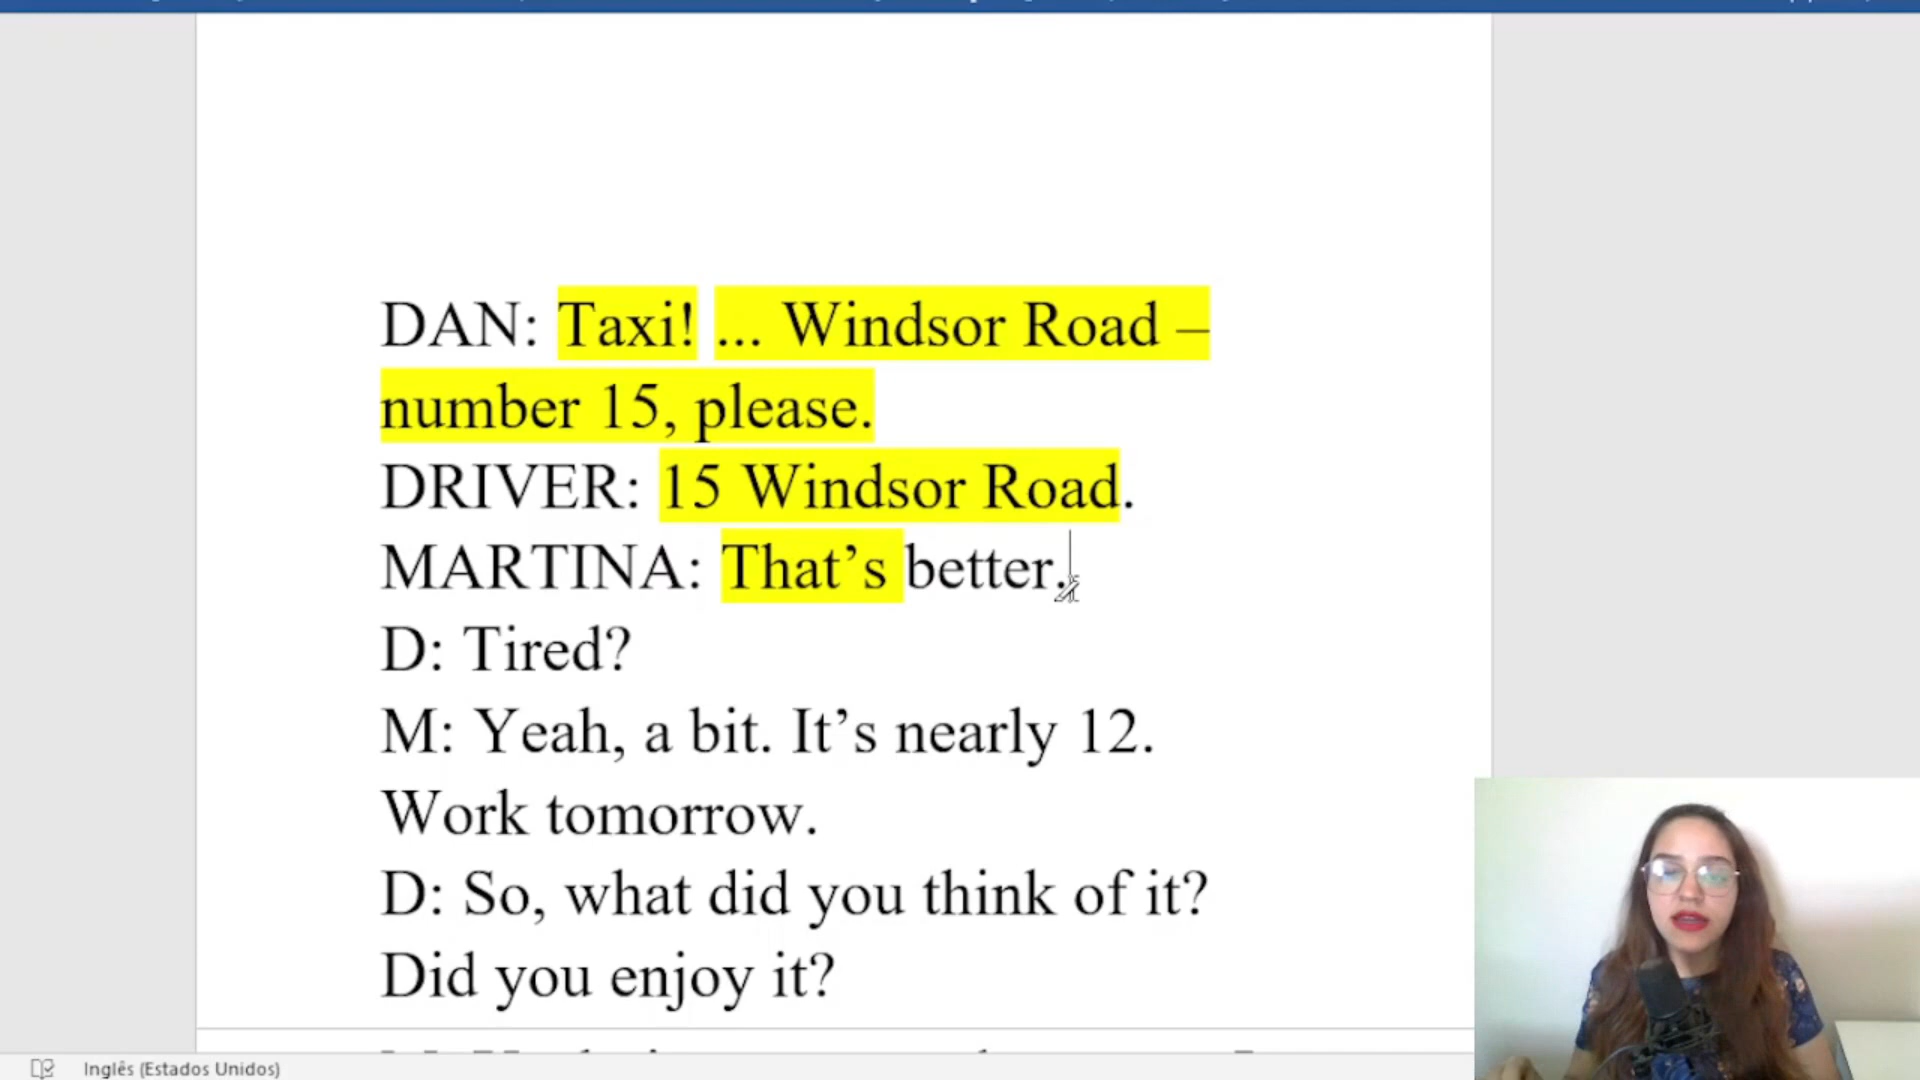 DAN: Taxi! ... Windsor Road –
number 15, please.
DRIVER: 15 Windsor Road.
MARTINA: That’s better.
D: Tired?
M: Yeah, a bit. It’s nearly 12.
Work tomorrow.
D: So, what did you think of it?
Did you enjoy it?
Inglês (Estados Unidos)